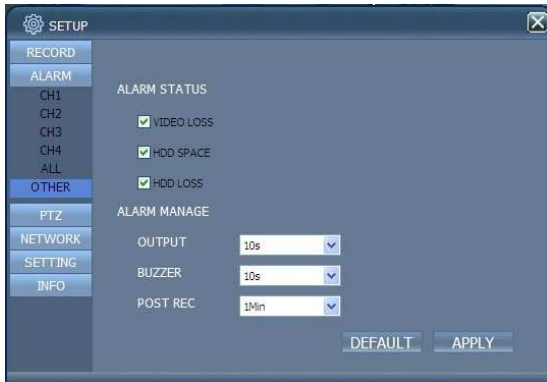 SETUP
RECORD
ALARM
CH1
CH2
CH3
CH4
ALL
OTHER
PTZ
NETWORK
SETTING
INFO
ALARM STATUS
VIDEO LOSS
HDD SPACE
HDD LOSS
ALARM MANAGE
OUTPUT 10s
BUZZER 10s
POST REC 1Min
DEFAULT APPLY